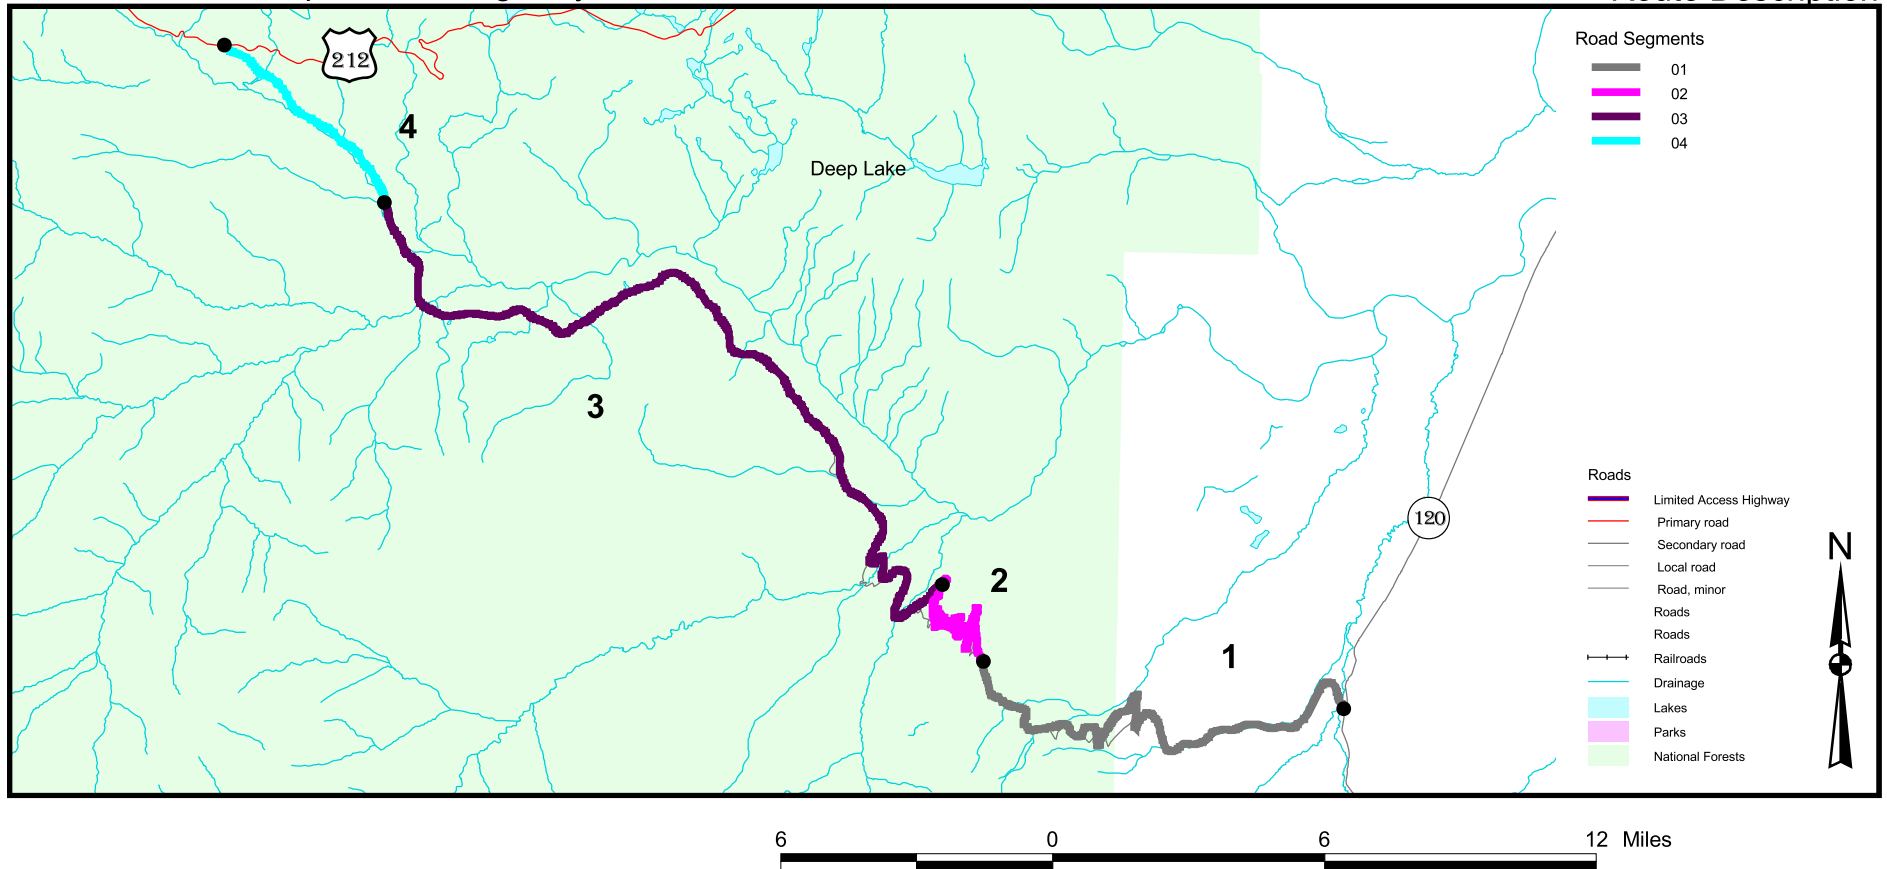 Road Segments
01
02
03
04
212
4
Deep Lake
3
2
1
120
Roads
Limited Access Highway
Primary road
Secondary road
Local road
Road, minor
Roads
Roads
Railroads
Drainage
Lakes
Parks
National Forests
N
6 0 6 12 Miles